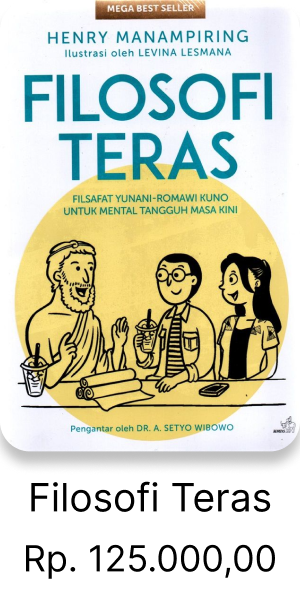 MEGA BEST SELLER
HENRY MANAMPIRING
Ilustrasi oleh LEVINA LESMANA
FILOSOFI
TERAS
FILSAFAT YUNANI-ROMAWI KUNO
UNTUK MENTAL TANGGUH MASA KINI
Pengantar oleh DR. A. SETYO WIBOWO
Filosofi Teras
Rp. 125.000,00